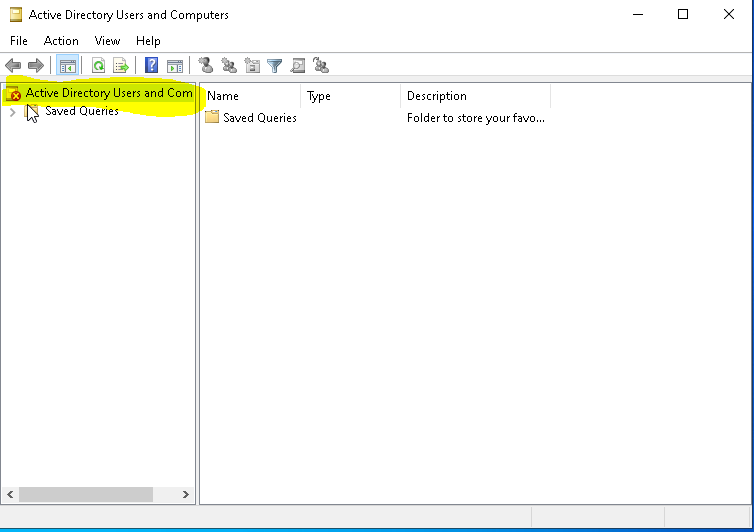 Active Directory Users and Computers
File Action View Help
Active Directory Users and Com
Saved Queries
Name Type Description
Saved Queries Folder to store your favo...